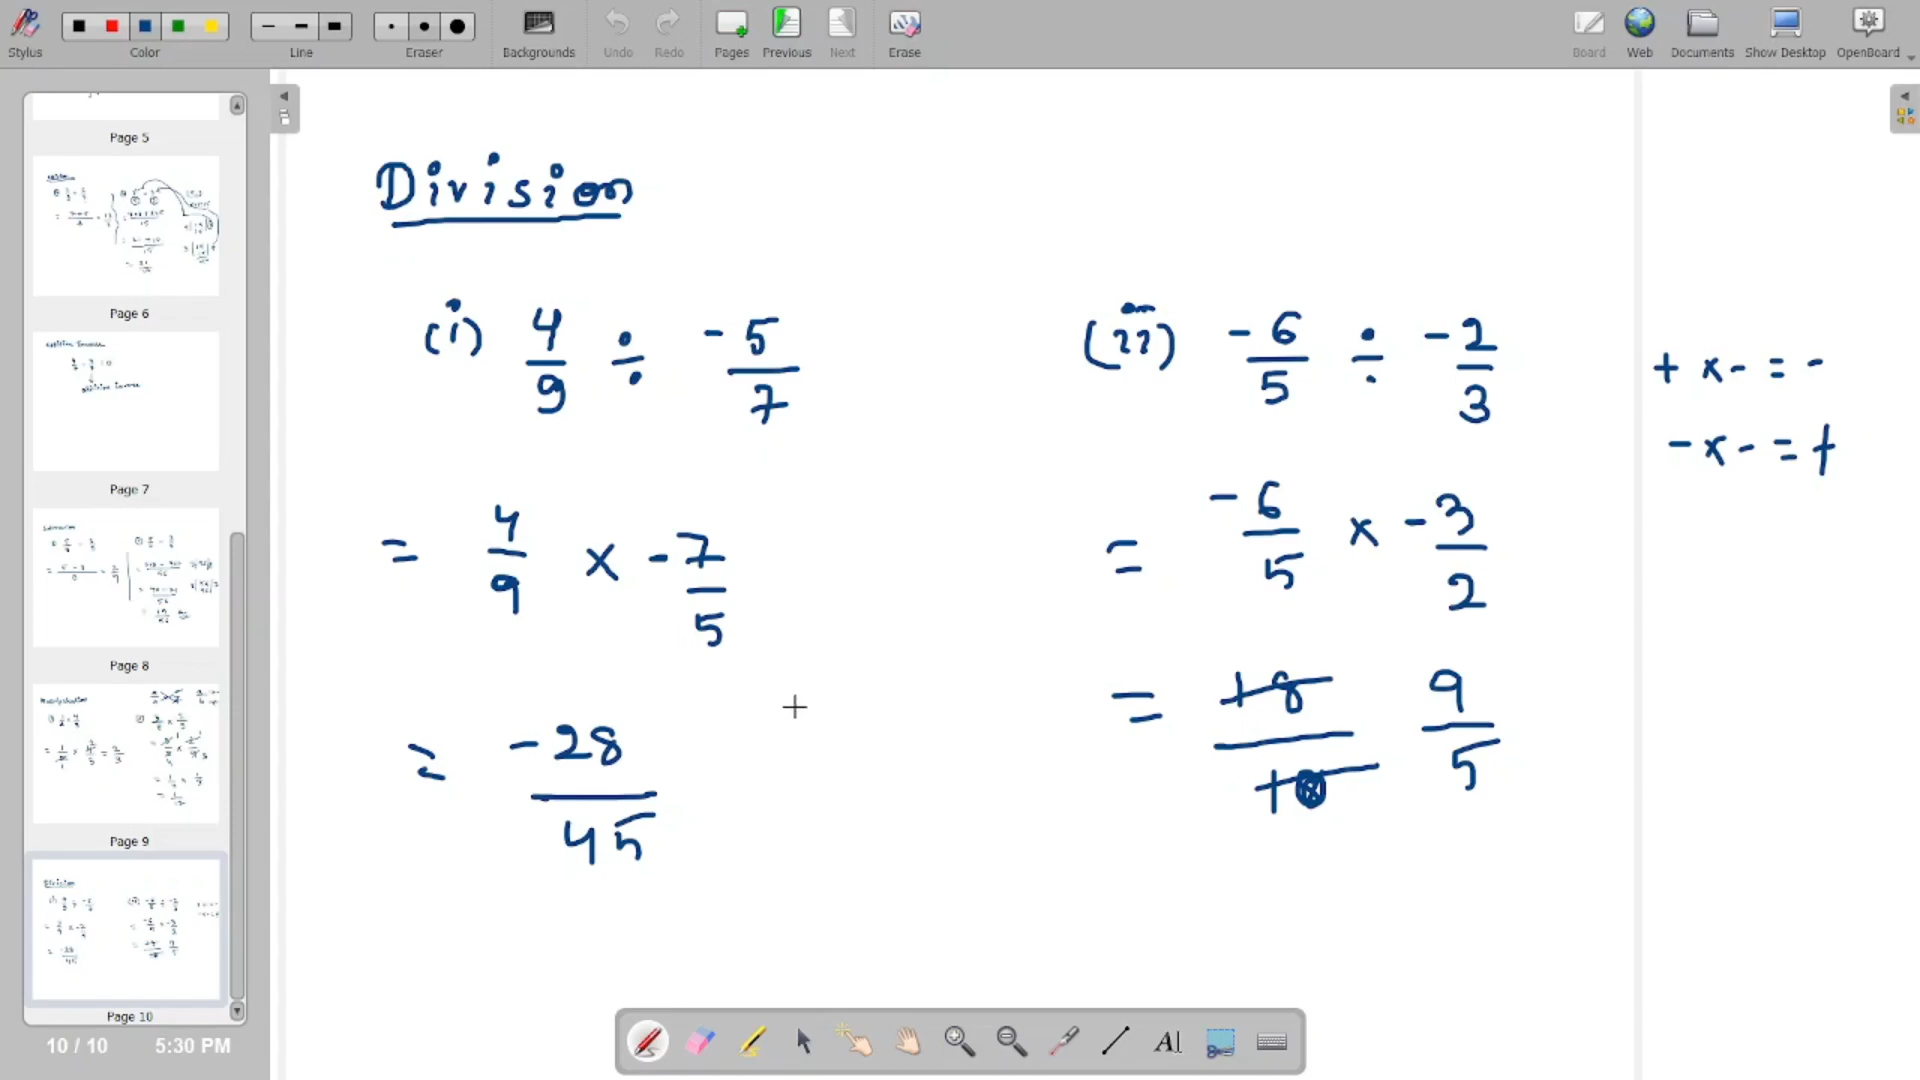 Stylus Color Line Eraser Backgrounds Undo Redo Pages Previous Next Erase Board Web Documents Show Desktop OpenBoard
Page 5
Page 6
Page 7
Page 8
Page 9
Page 10
10 / 10 5:30 PM
Division
(i) 4/9 ÷ -5/7
= 4/9 x -7/5
= -28/45
(ii) -6/5 ÷ -2/3
= -6/5 x -3/2
= 18/10 9/5
+ x - = -
- x - = +